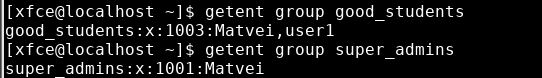 [xfce@localhost ~]$ getent group good_students
good_students:x:1003:Matvei,user1
[xfce@localhost ~]$ getent group super_admins
super_admins:x:1001:Matvei